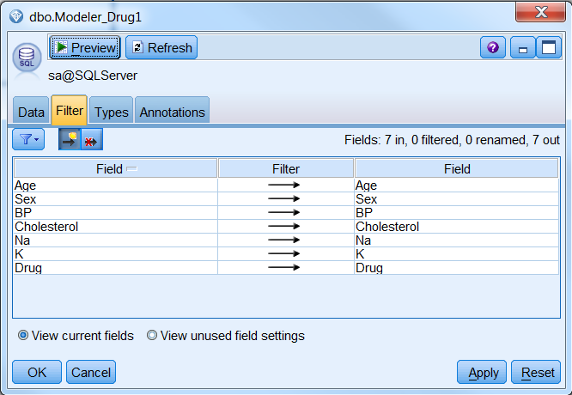 dbo.Modeler_Drug1
Preview Refresh ?
SQL
sa@SQLServer
Data Filter Types Annotations
Fields: 7 in, 0 filtered, 0 renamed, 7 out
Field Filter Field
Age Age
Sex Sex
BP BP
Cholesterol Cholesterol
Na Na
K K
Drug Drug
View current fields View unused field settings
OK Cancel Apply Reset